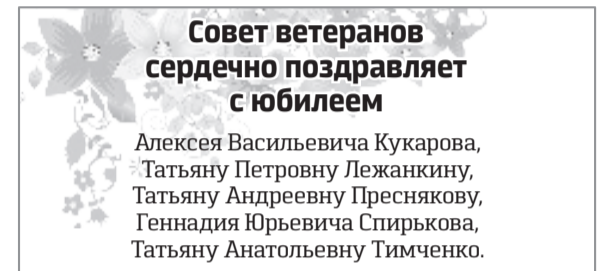 Совет ветеранов
сердечно поздравляет
с юбилеем
Алексея Васильевича Кукарова,
Татьяну Петровну Лежанкину,
Татьяну Андреевну Преснякову,
Геннадия Юрьевича Спирькова,
Татьяну Анатольевну Тимченко.